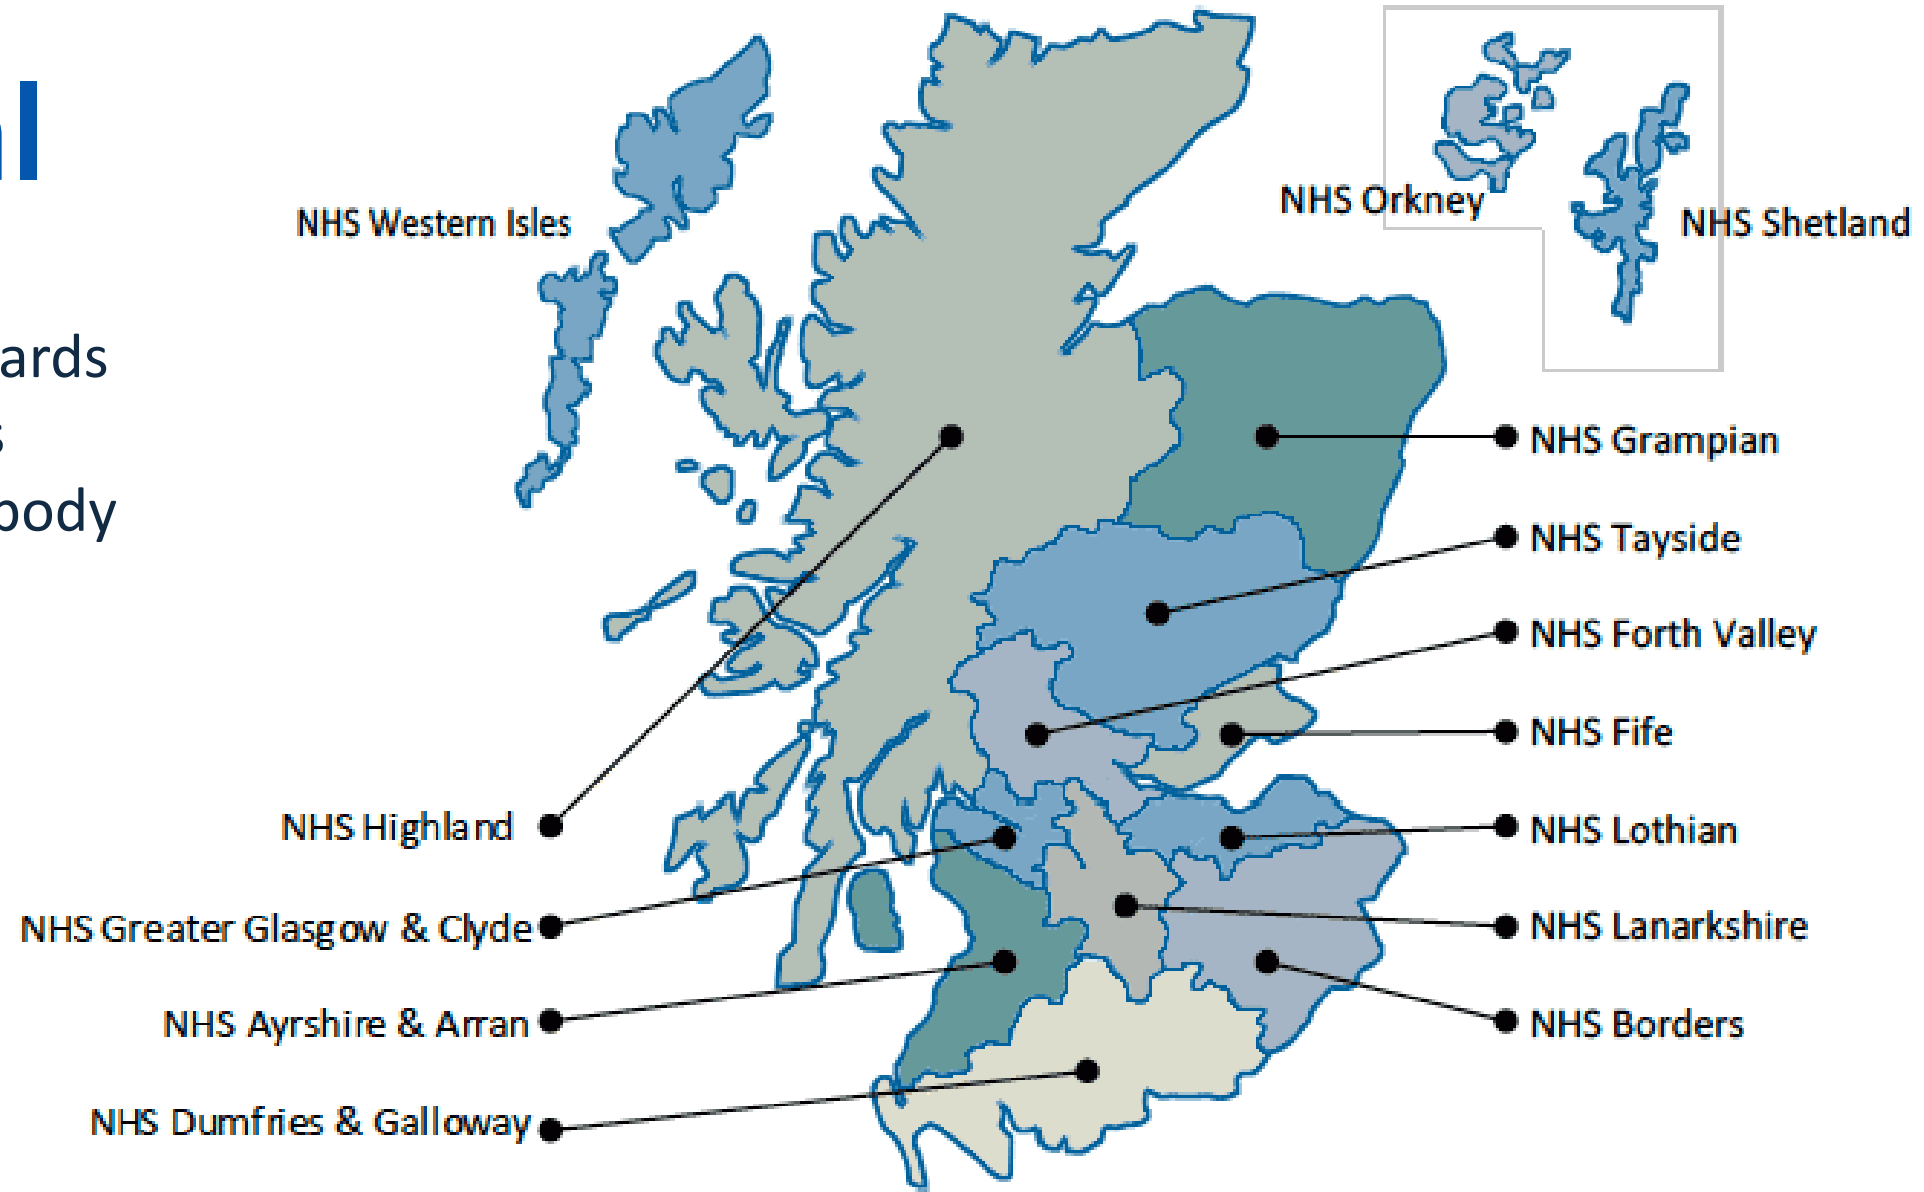 al
ards
s
body
NHS Western Isles
NHS Orkney
NHS Shetland
NHS Grampian
NHS Tayside
NHS Forth Valley
NHS Fife
NHS Lothian
NHS Lanarkshire
NHS Borders
NHS Highland
NHS Greater Glasgow & Clyde
NHS Ayrshire & Arran
NHS Dumfries & Galloway